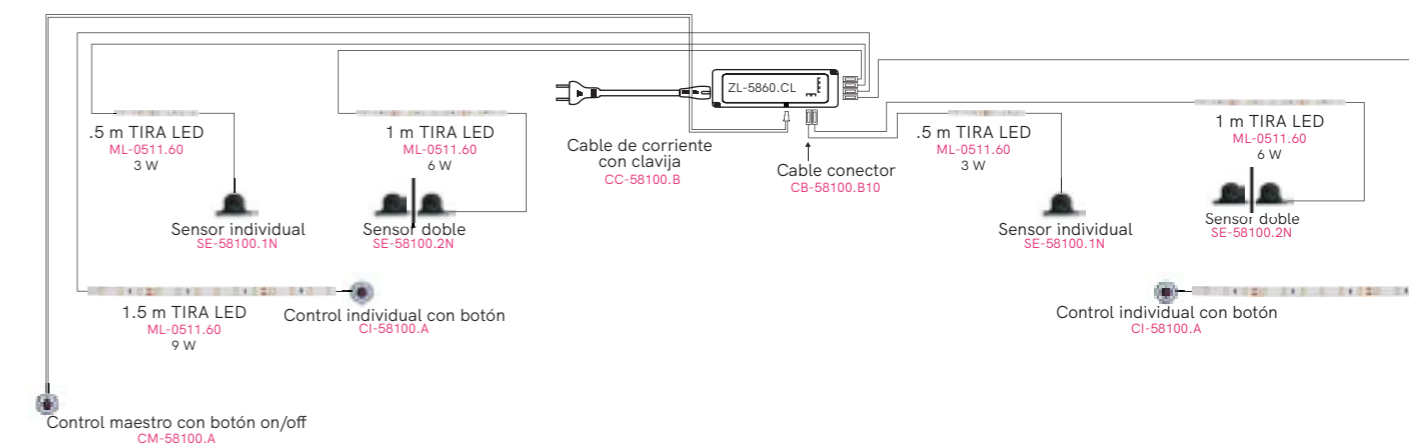 ZL-5860.CL
.5 m TIRA LED
ML-0511.60
3 W
1 m TIRA LED
ML-0511.60
6 W
Cable de corriente
con clavija
CC-58100.B
Cable conector
CB-58100.B10
.5 m TIRA LED
ML-0511.60
3 W
1 m TIRA LED
ML-0511.60
6 W
Sensor individual
SE-58100.1N
Sensor doble
SE-58100.2N
Sensor individual
SE-58100.1N
Sensor doble
SE-58100.2N
1.5 m TIRA LED
ML-0511.60
9 W
Control individual con botón
CI-58100.A
Control individual con botón
CI-58100.A
Control maestro con botón on/off
CM-58100.A